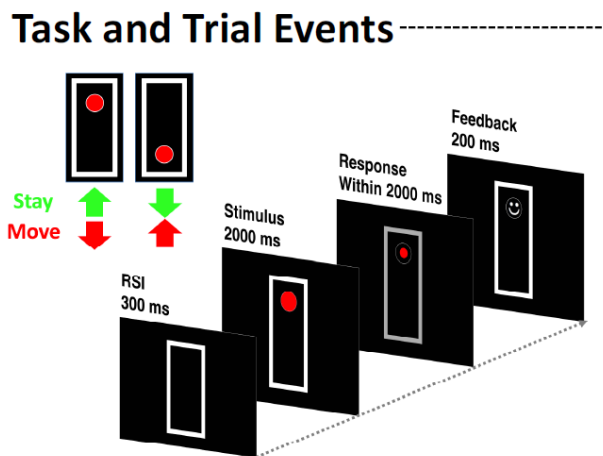 Task and Trial Events
Stay
Move
RSI
300 ms
Stimulus
2000 ms
Response
Within 2000 ms
Feedback
200 ms